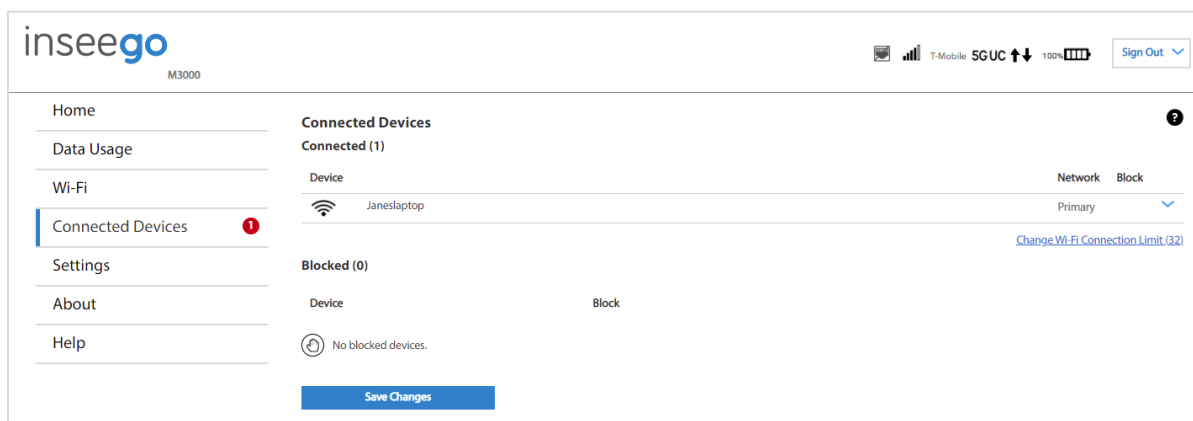 inseego
M3000
T-Mobile 5G UC 100%
Sign Out
Home
Data Usage
Wi-Fi
Connected Devices 1
Settings
About
Help
Connected Devices ?
Connected (1)
Device Network Block
Janeslaptop Primary
Change Wi-Fi Connection Limit (32)
Blocked (0)
Device Block
No blocked devices.
Save Changes